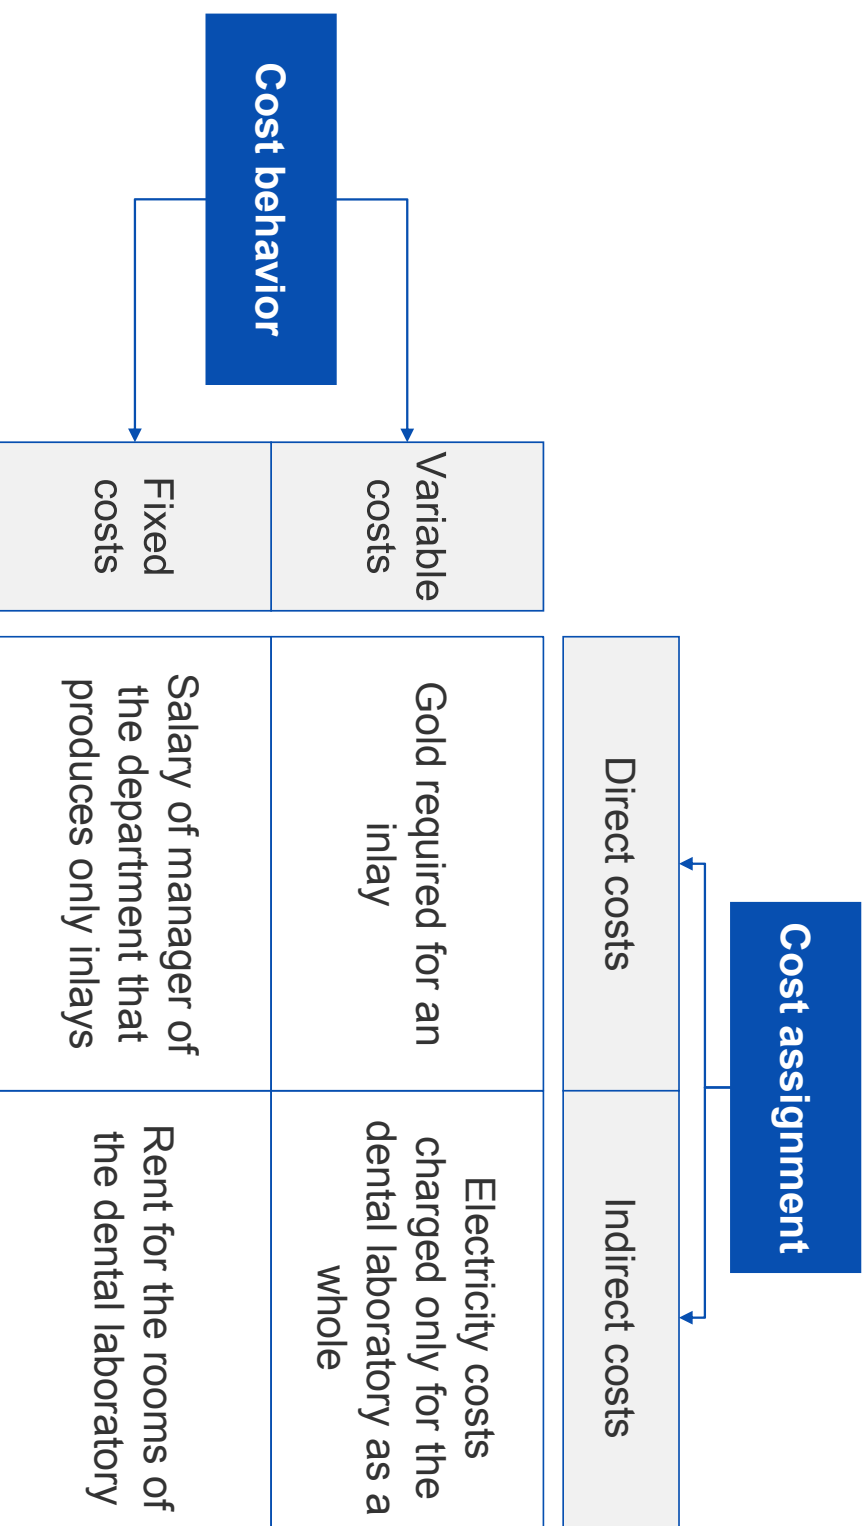 Cost assignment
Direct costs
Indirect costs
Cost behavior
Variable
costs
Gold required for an
inlay
Electricity costs
charged only for the
dental laboratory as a
whole
Fixed
costs
Salary of manager of
the department that
produces only inlays
Rent for the rooms of
the dental laboratory